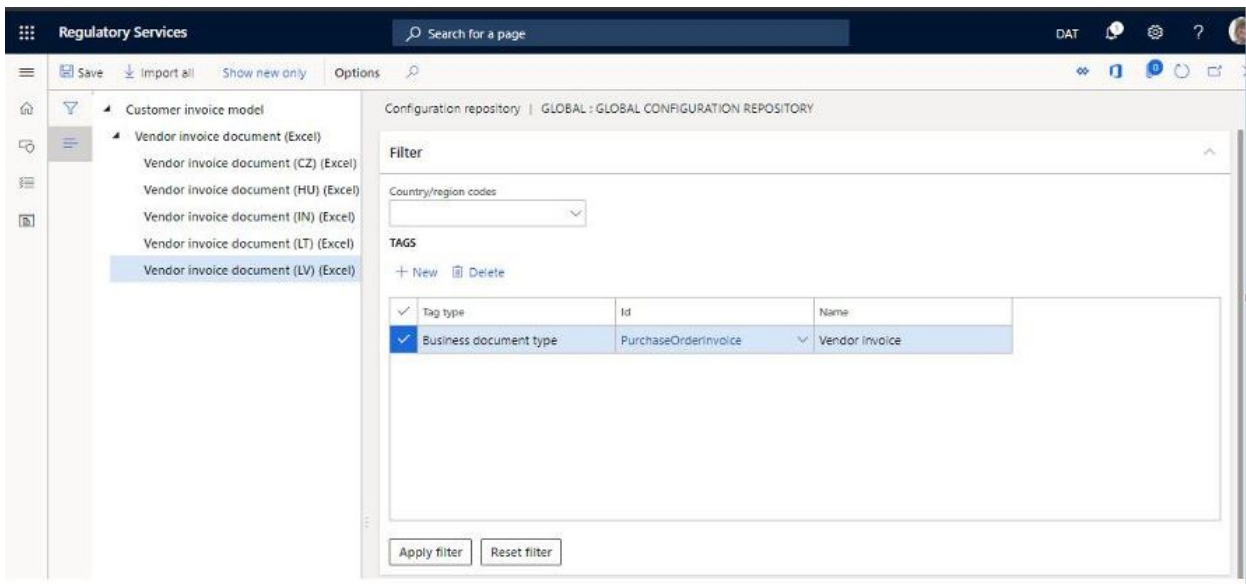 Regulatory Services
Search for a page
DAT
1
?
Save Import all Show new only Options
0
Customer invoice model
Vendor invoice document (Excel)
Vendor invoice document (CZ) (Excel)
Vendor invoice document (HU) (Excel)
Vendor invoice document (IN) (Excel)
Vendor invoice document (LT) (Excel)
Vendor invoice document (LV) (Excel)
Configuration repository | GLOBAL : GLOBAL CONFIGURATION REPOSITORY
Filter
Country/region codes
TAGS
+ New Delete
Tag type Id Name
Business document type PurchaseOrderInvoice Vendor invoice
Apply filter Reset filter